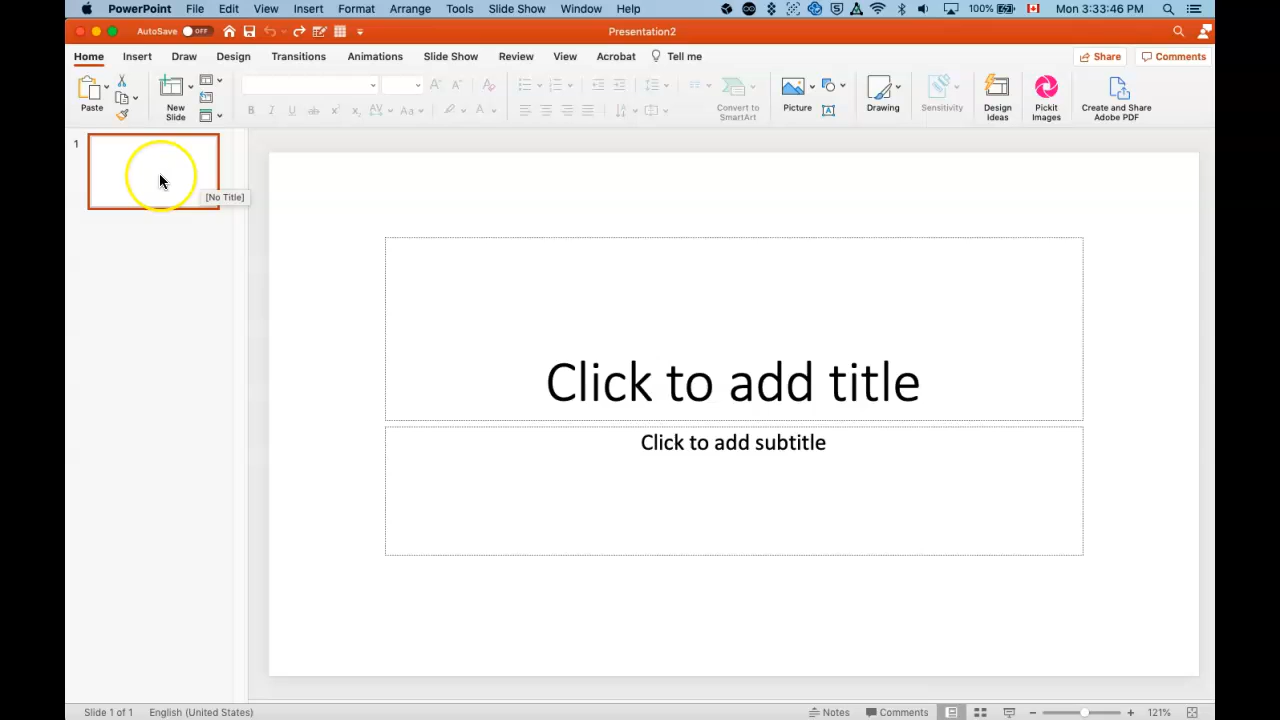 PowerPoint File Edit View Insert Format Arrange Tools Slide Show Window Help 100% Mon 3:33:46 PM
AutoSave OFF Presentation2
Home Insert Draw Design Transitions Animations Slide Show Review View Acrobat Tell me Share Comments
Paste New Slide B I U ab x x AV Aa A A A Convert to SmartArt Picture A Drawing Sensitivity Design Ideas Pickit Images Create and Share Adobe PDF
1
[No Title]
Click to add title
Click to add subtitle
Slide 1 of 1 English (United States) Notes Comments 121%